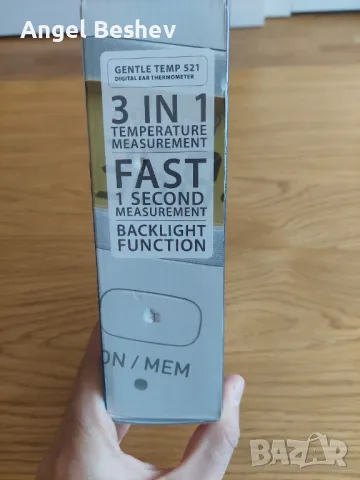 Angel Beshev
GENTLE TEMP 521
DIGITAL EAR THERMOMETER
3 IN 1
TEMPERATURE
MEASUREMENT
FAST
1 SECOND
MEASUREMENT
BACKLIGHT
FUNCTION
ON / MEM
BAZAR